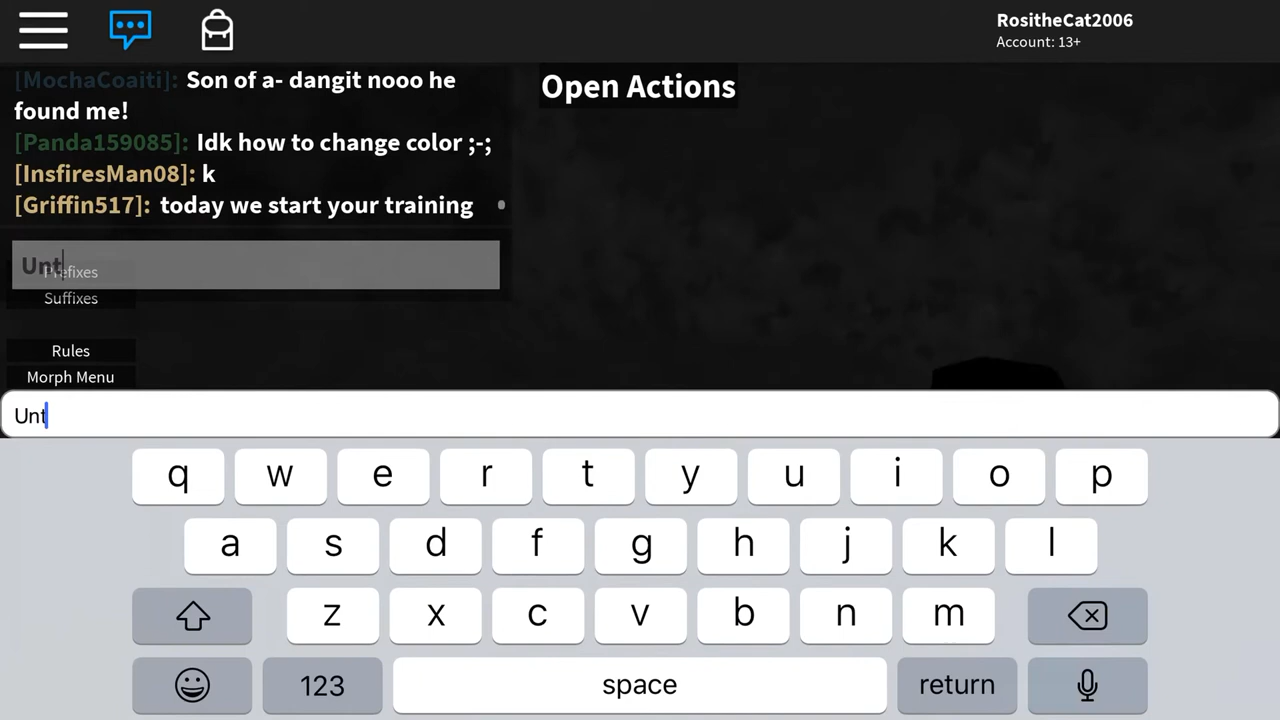 RositheCat2006
Account: 13+
[MochaCoaiti]: Son of a- dangit nooo he
found me!
[Panda159085]: Idk how to change color ;-;
[InsfiresMan08]: k
[Griffin517]: today we start your training
Open Actions
Unt
Prefixes
Suffixes
Rules
Morph Menu
Unt
q w e r t y u i o p
a s d f g h j k l
z x c v b n m
123 space return